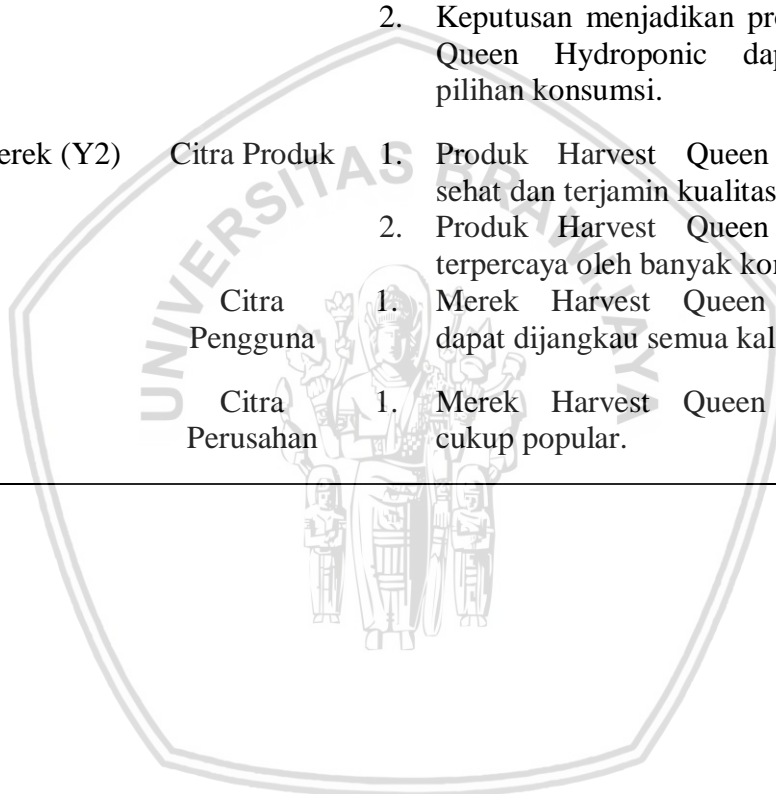 2. Keputusan menjadikan pro
Queen Hydroponic dap
pilihan konsumsi.
erek (Y2) Citra Produk 1. Produk Harvest Queen
sehat dan terjamin kualitas
2. Produk Harvest Queen
terpercaya oleh banyak kon
Citra 1. Merek Harvest Queen
Pengguna dapat dijangkau semua kal
Citra 1. Merek Harvest Queen
Perusahan cukup popular.
UNIVERSITAS BRAWIJAYA